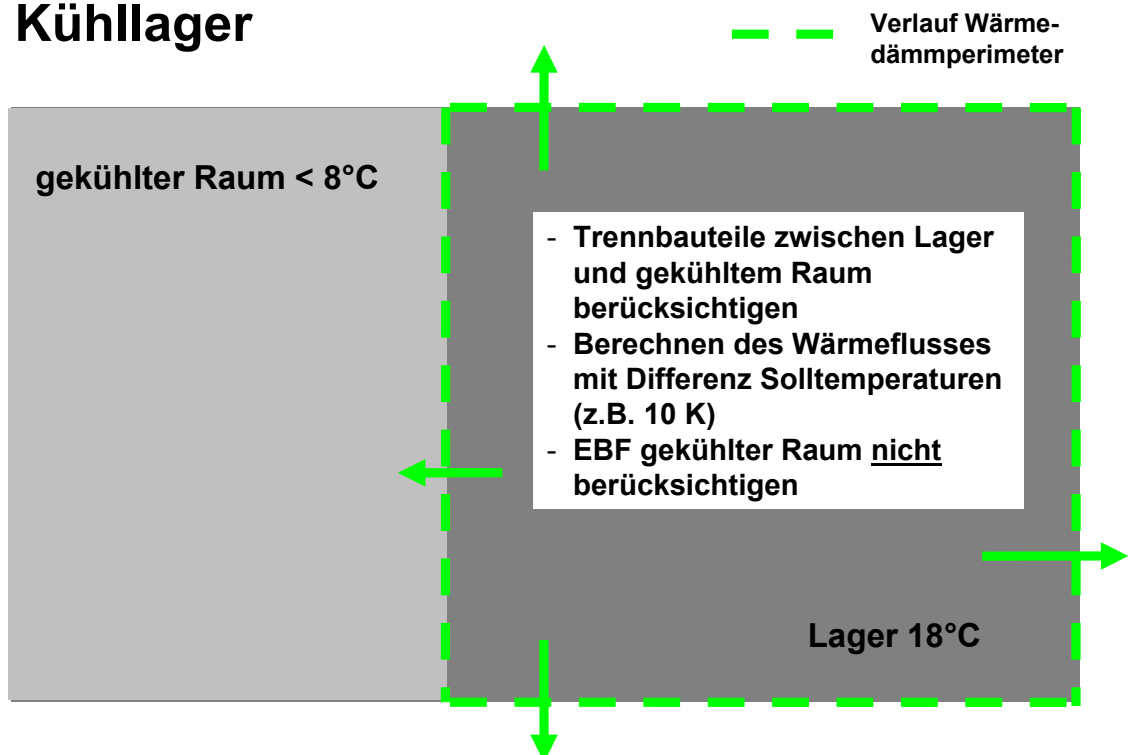 Kühllager
Verlauf Wärme-
dämmperimeter
gekühlter Raum < 8°C
- Trennbauteile zwischen Lager
und gekühltem Raum
berücksichtigen
- Berechnen des Wärmeflusses
mit Differenz Solltemperaturen
(z.B. 10 K)
- EBF gekühlter Raum nicht
berücksichtigen
Lager 18°C